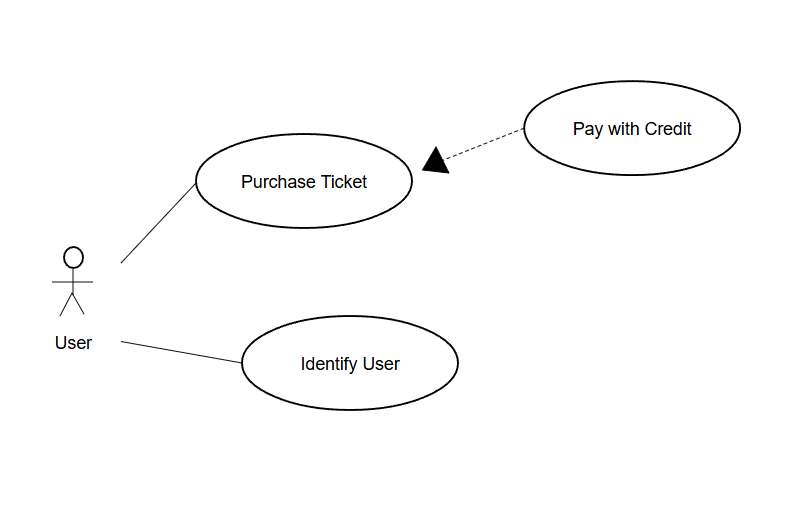 Pay with Credit
Purchase Ticket
User
Identify User